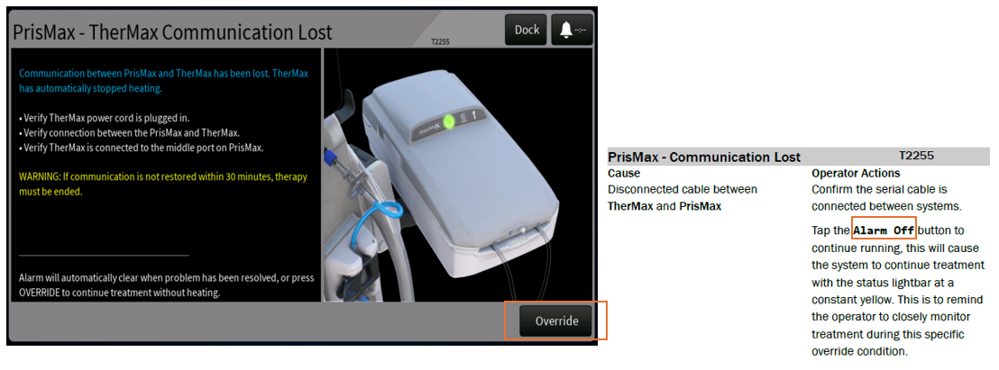 PrisMax - TherMax Communication Lost
T2255
Dock
--:--
Communication between PrisMax and TherMax has been lost. TherMax
has automatically stopped heating.
• Verify TherMax power cord is plugged in.
• Verify connection between the PrisMax and TherMax.
• Verify TherMax is connected to the middle port on PrisMax.
WARNING: If communication is not restored within 30 minutes, therapy
must be ended.
Alarm will automatically clear when problem has been resolved, or press
OVERRIDE to continue treatment without heating.
therMax
Override
PrisMax - Communication Lost
T2255
Cause
Disconnected cable between
TherMax and PrisMax
Operator Actions
Confirm the serial cable is
connected between systems.
Tap the Alarm Off button to
continue running, this will cause
the system to continue treatment
with the status lightbar at a
constant yellow. This is to remind
the operator to closely monitor
treatment during this specific
override condition.